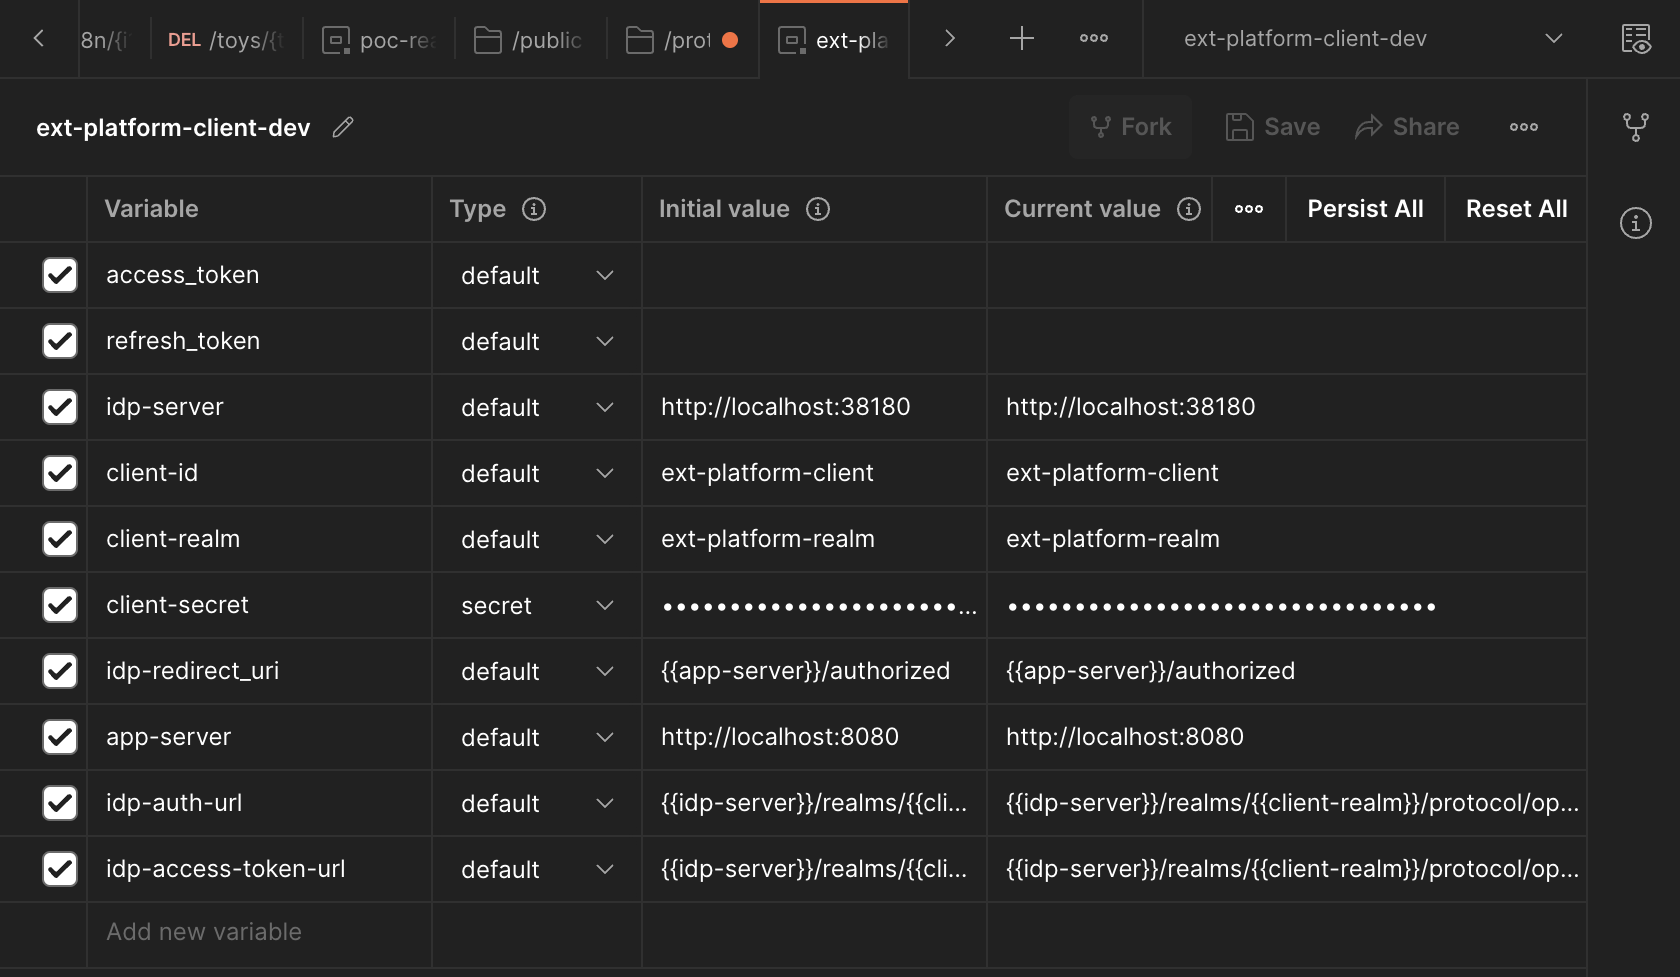 8n/{i
DEL /toys/{t
poc-rea
/public
/prot
ext-pla
ext-platform-client-dev
ext-platform-client-dev
Fork
Save
Share
Variable Type Initial value Current value Persist All Reset All
access_token default
refresh_token default
idp-server default http://localhost:38180 http://localhost:38180
client-id default ext-platform-client ext-platform-client
client-realm default ext-platform-realm ext-platform-realm
client-secret secret ••••••••••••••••••••••... ••••••••••••••••••••••••••••••••
idp-redirect_uri default {{app-server}}/authorized {{app-server}}/authorized
app-server default http://localhost:8080 http://localhost:8080
idp-auth-url default {{idp-server}}/realms/{{cli... {{idp-server}}/realms/{{client-realm}}/protocol/op...
idp-access-token-url default {{idp-server}}/realms/{{cli... {{idp-server}}/realms/{{client-realm}}/protocol/op...
Add new variable